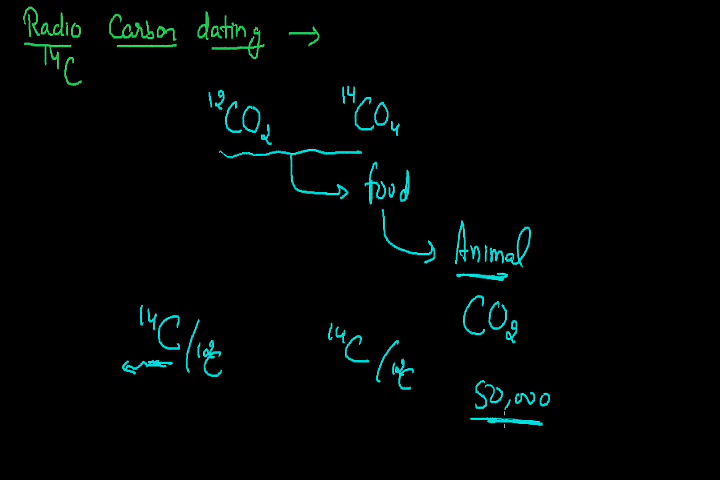 Radio Carbon dating →
¹⁴C
¹²CO₂ ¹⁴CO₄
food
Animal
CO₂
¹⁴C/¹²C ¹⁴C/¹²C
50,000